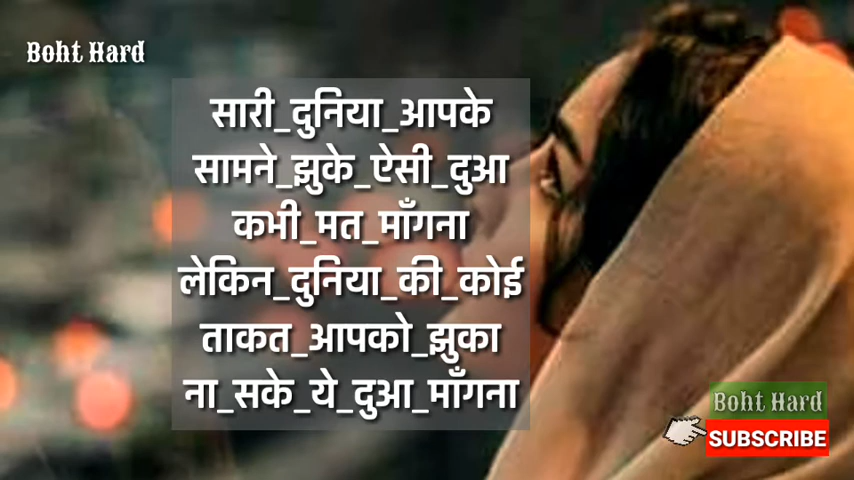 Boht Hard
सारी_दुनिया_आपके
सामने_झुके_ऐसी_दुआ
कभी_मत_माँगना
लेकिन_दुनिया_की_कोई
ताकत_आपको_झुका
ना_सके_ये_दुआ_माँगना
Boht Hard
SUBSCRIBE